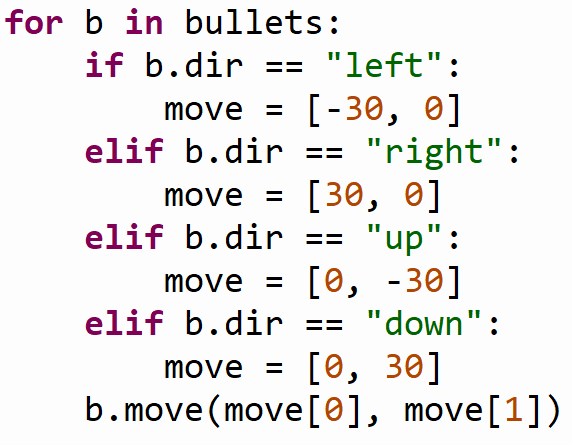 for b in bullets:
    if b.dir == "left":
        move = [-30, 0]
    elif b.dir == "right":
        move = [30, 0]
    elif b.dir == "up":
        move = [0, -30]
    elif b.dir == "down":
        move = [0, 30]
    b.move(move[0], move[1])